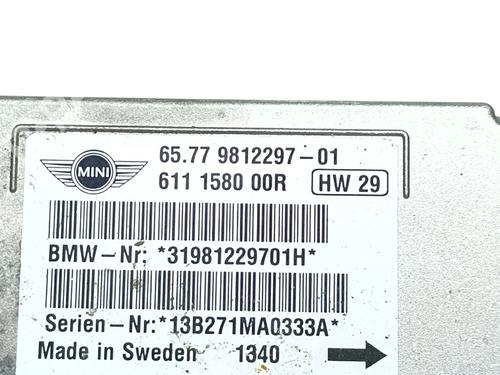 65.77 9812297-01
MINI
611 1580 00R HW 29
BMW-Nr: *31981229701H*
Serien-Nr:*13B271MA0333A*
Made in Sweden 1340